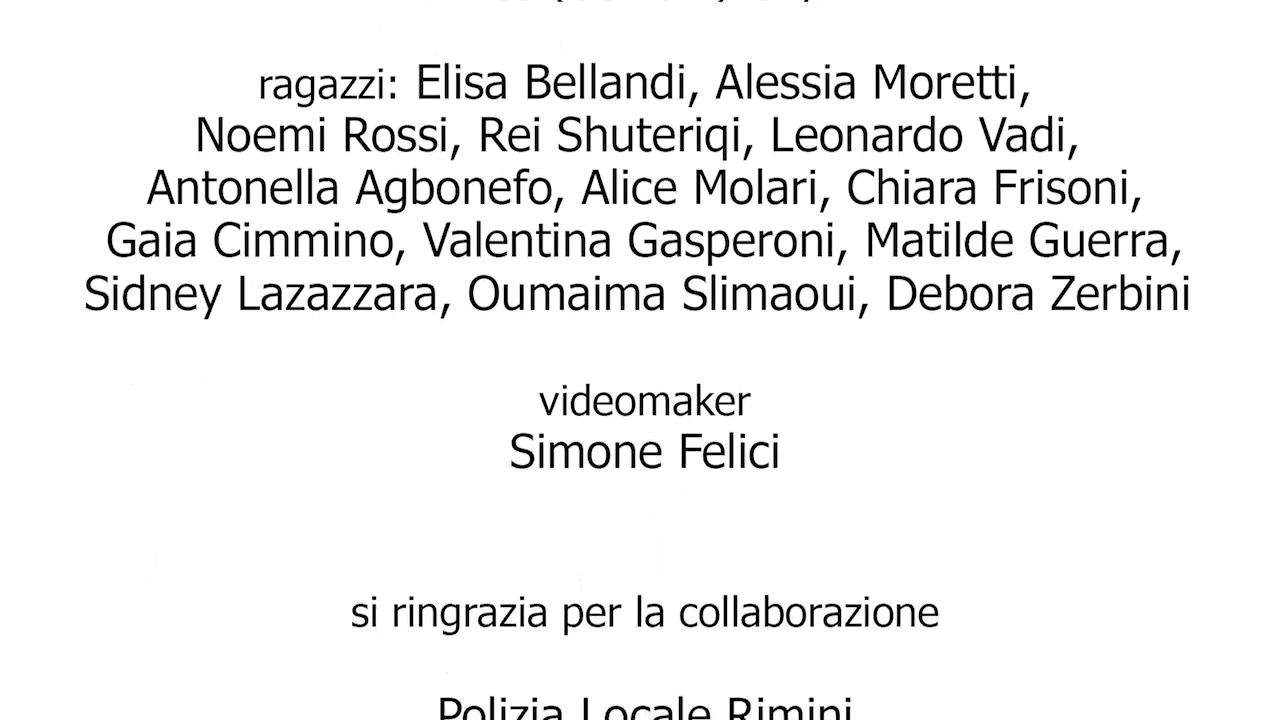 ragazzi: Elisa Bellandi, Alessia Moretti,
Noemi Rossi, Rei Shuteriqi, Leonardo Vadi,
Antonella Agbonefo, Alice Molari, Chiara Frisoni,
Gaia Cimmino, Valentina Gasperoni, Matilde Guerra,
Sidney Lazazzara, Oumaima Slimaoui, Debora Zerbini
videomaker
Simone Felici
si ringrazia per la collaborazione
Polizia Locale Rimini